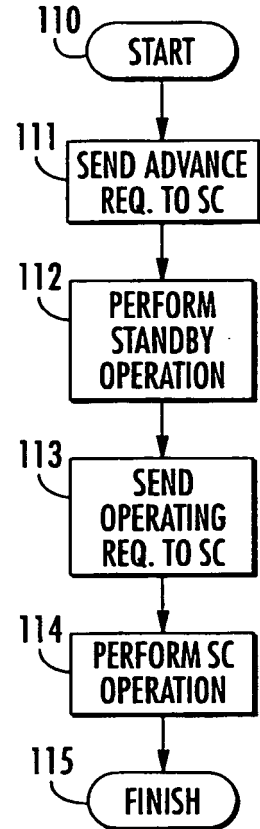 110
START
111
SEND ADVANCE
REQ. TO SC
112
PERFORM
STANDBY
OPERATION
113
SEND
OPERATING
REQ. TO SC
114
PERFORM SC
OPERATION
115
FINISH